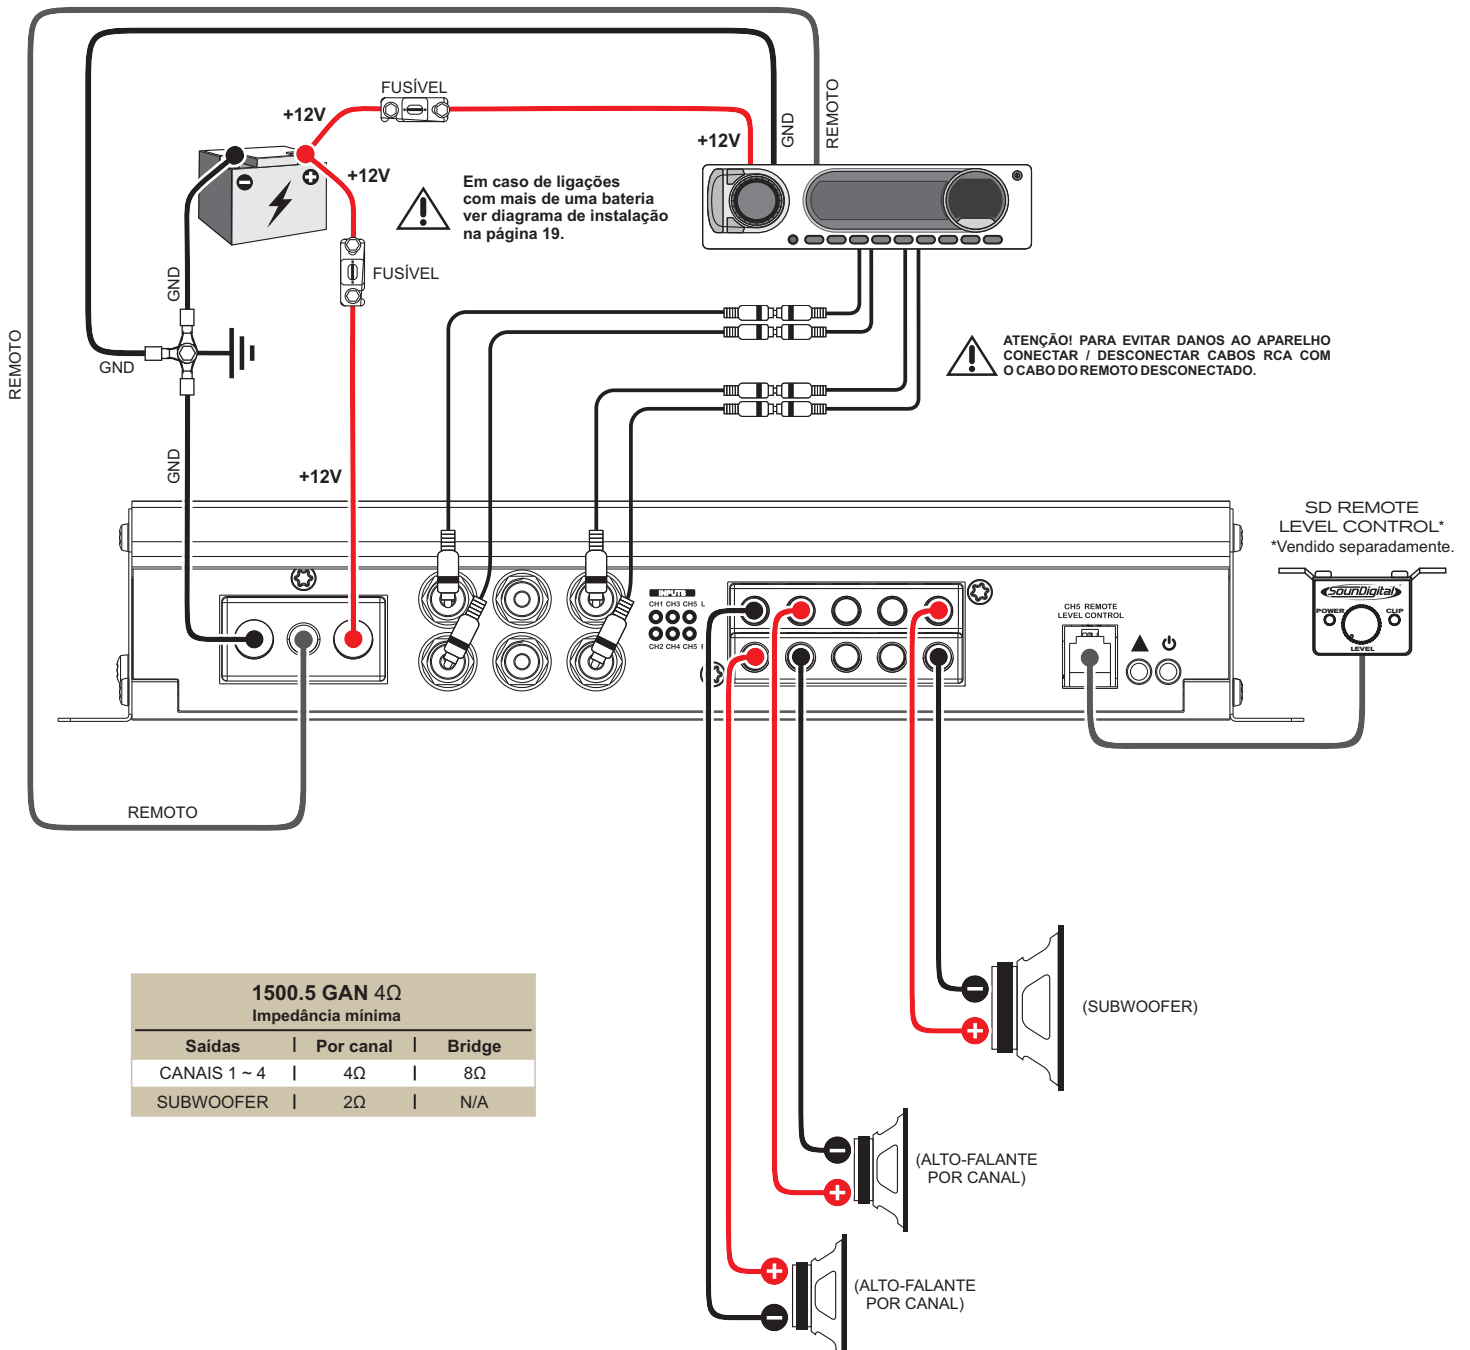 FUSÍVEL
+12V
GND
REMOTO
+12V
+12V
Em caso de ligações
com mais de uma bateria
ver diagrama de instalação
na página 19.
FUSÍVEL
GND
REMOTO
GND
ATENÇÃO! PARA EVITAR DANOS AO APARELHO
CONECTAR / DESCONECTAR CABOS RCA COM
O CABO DO REMOTO DESCONECTADO.
GND
+12V
SD REMOTE
LEVEL CONTROL*
*Vendido separadamente.
SounDigital
POWER
CLIP
LEVEL
INPUTS
CH1 CH3 CH5 L
CH2 CH4 CH5
CH5 REMOTE
LEVEL CONTROL
REMOTO
1500.5 GAN 4Ω
Impedância mínima
Saídas | Por canal | Bridge
CANAIS 1 ~ 4 | 4Ω | 8Ω
SUBWOOFER | 2Ω | N/A
(SUBWOOFER)
(ALTO-FALANTE
POR CANAL)
(ALTO-FALANTE
POR CANAL)